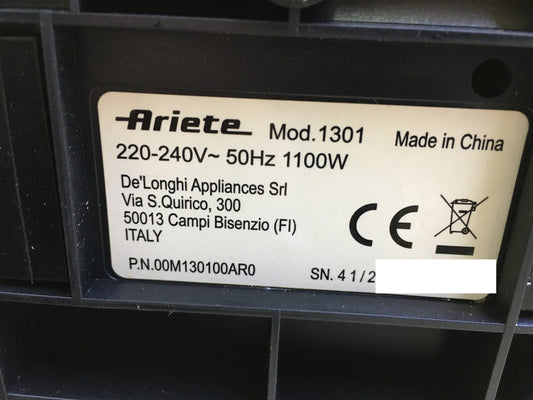 Ariete Mod.1301 Made in China
220-240V~ 50Hz 1100W
De'Longhi Appliances Srl
Via S.Quirico, 300
50013 Campi Bisenzio (FI)
ITALY
CE
P.N.00M130100AR0 SN. 4 1 / 2